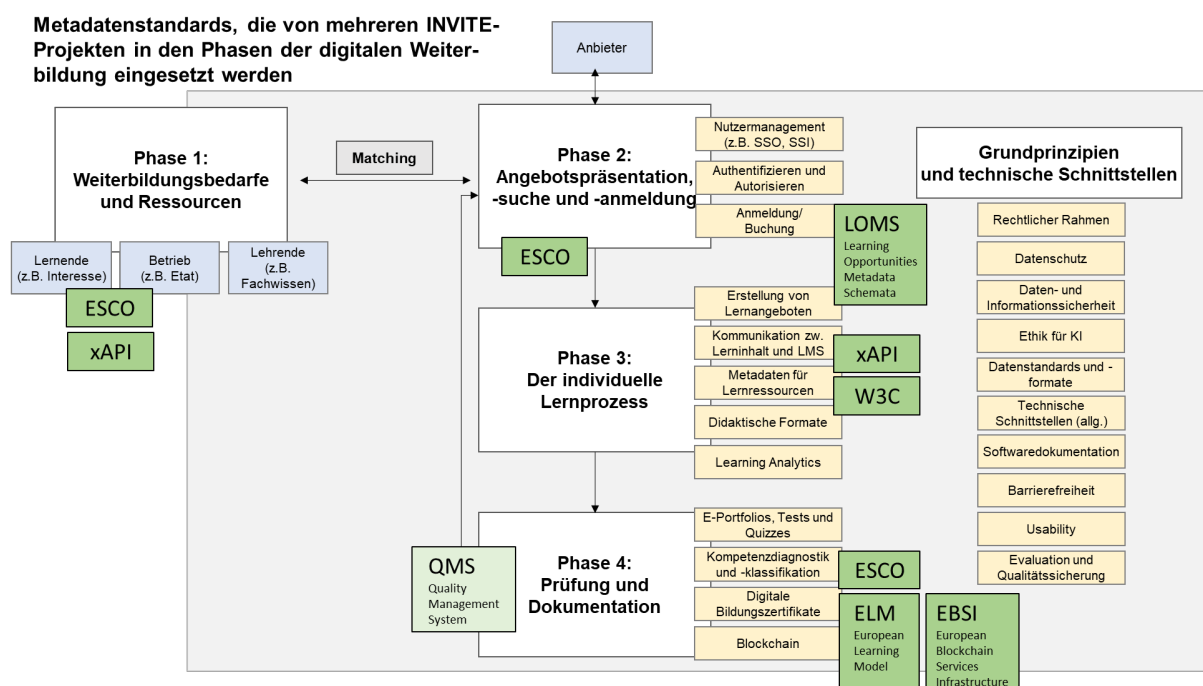 Metadatenstandards, die von mehreren INVITE-
Projekten in den Phasen der digitalen Weiter-
bildung eingesetzt werden
Anbieter
Phase 1:
Weiterbildungsbedarfe
und Ressourcen
Lernende
(z.B. Interesse)
Betrieb
(z.B. Etat)
Lehrende
(z.B.
Fachwissen)
ESCO
xAPI
Matching
Phase 2:
Angebotspräsentation,
-suche und -anmeldung
ESCO
Nutzermanagement
(z.B. SSO, SSI)
Authentifizieren und
Autorisieren
Anmeldung/
Buchung
LOMS
Learning
Opportunities
Metadata
Schemata
Phase 3:
Der individuelle
Lernprozess
Erstellung von
Lernangeboten
Kommunikation zw.
Lerninhalt und LMS
Metadaten für
Lernressourcen
Didaktische Formate
Learning Analytics
xAPI
W3C
QMS
Quality
Management
System
Phase 4:
Prüfung und
Dokumentation
E-Portfolios, Tests und
Quizzes
Kompetenzdiagnostik
und -klassifikation
Digitale
Bildungszertifikate
Blockchain
ESCO
ELM
European
Learning
Model
EBSI
European
Blockchain
Services
Infrastructure
Grundprinzipien
und technische Schnittstellen
Rechtlicher Rahmen
Datenschutz
Daten- und
Informationssicherheit
Ethik für KI
Datenstandards und -
formate
Technische
Schnittstellen (allg.)
Softwaredokumentation
Barrierefreiheit
Usability
Evaluation und
Qualitätssicherung